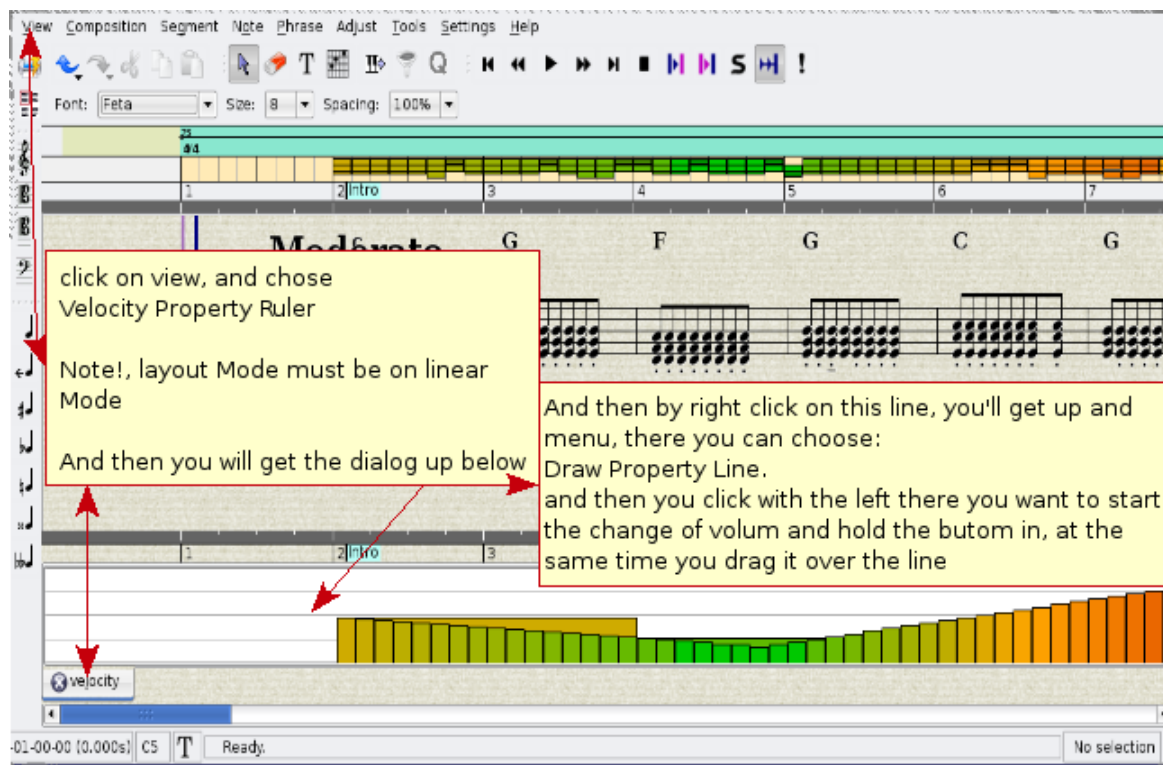 View Composition Segment Note Phrase Adjust Tools Settings Help
T Q S !
Font: Feta Size: 8 Spacing: 100%
4/4
1 2 Intro 3 4 5 6 7
G F G C G
click on view, and chose
Velocity Property Ruler
Note!, layout Mode must be on linear
Mode
And then you will get the dialog up below
And then by right click on this line, you'll get up and
menu, there you can choose:
Draw Property Line.
and then you click with the left there you want to start
the change of volum and hold the butom in, at the
same time you drag it over the line
1 2 Intro 3
velocity
-01-00-00 (0.000s) C5 T Ready. No selection